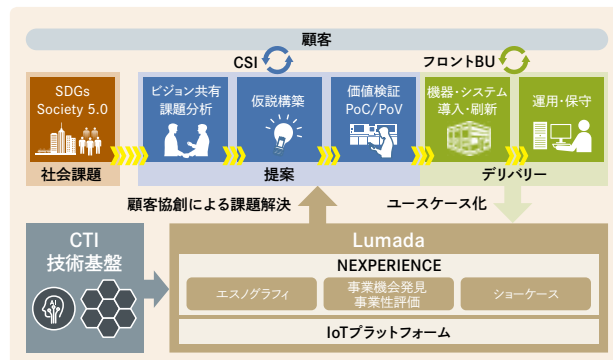 顧客
CSI
フロントBU
SDGs
Society 5.0
ビジョン共有
課題分析
仮説構築
価値検証
PoC/PoV
機器・システム
導入・刷新
運用・保守
社会課題
提案
デリバリー
顧客協創による課題解決
ユースケース化
CTI
技術基盤
AI
Lumada
NEXPERIENCE
エスノグラフィ
事業機会発見
事業性評価
ショーケース
IoTプラットフォーム